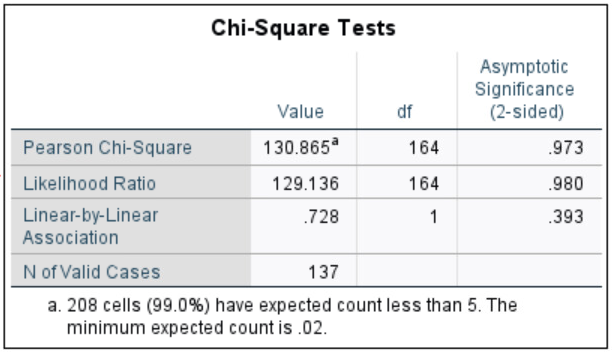 Chi-Square Tests
Value df Asymptotic Significance (2-sided)
Pearson Chi-Square 130.865a 164 .973
Likelihood Ratio 129.136 164 .980
Linear-by-Linear Association .728 1 .393
N of Valid Cases 137
a. 208 cells (99.0%) have expected count less than 5. The
minimum expected count is .02.